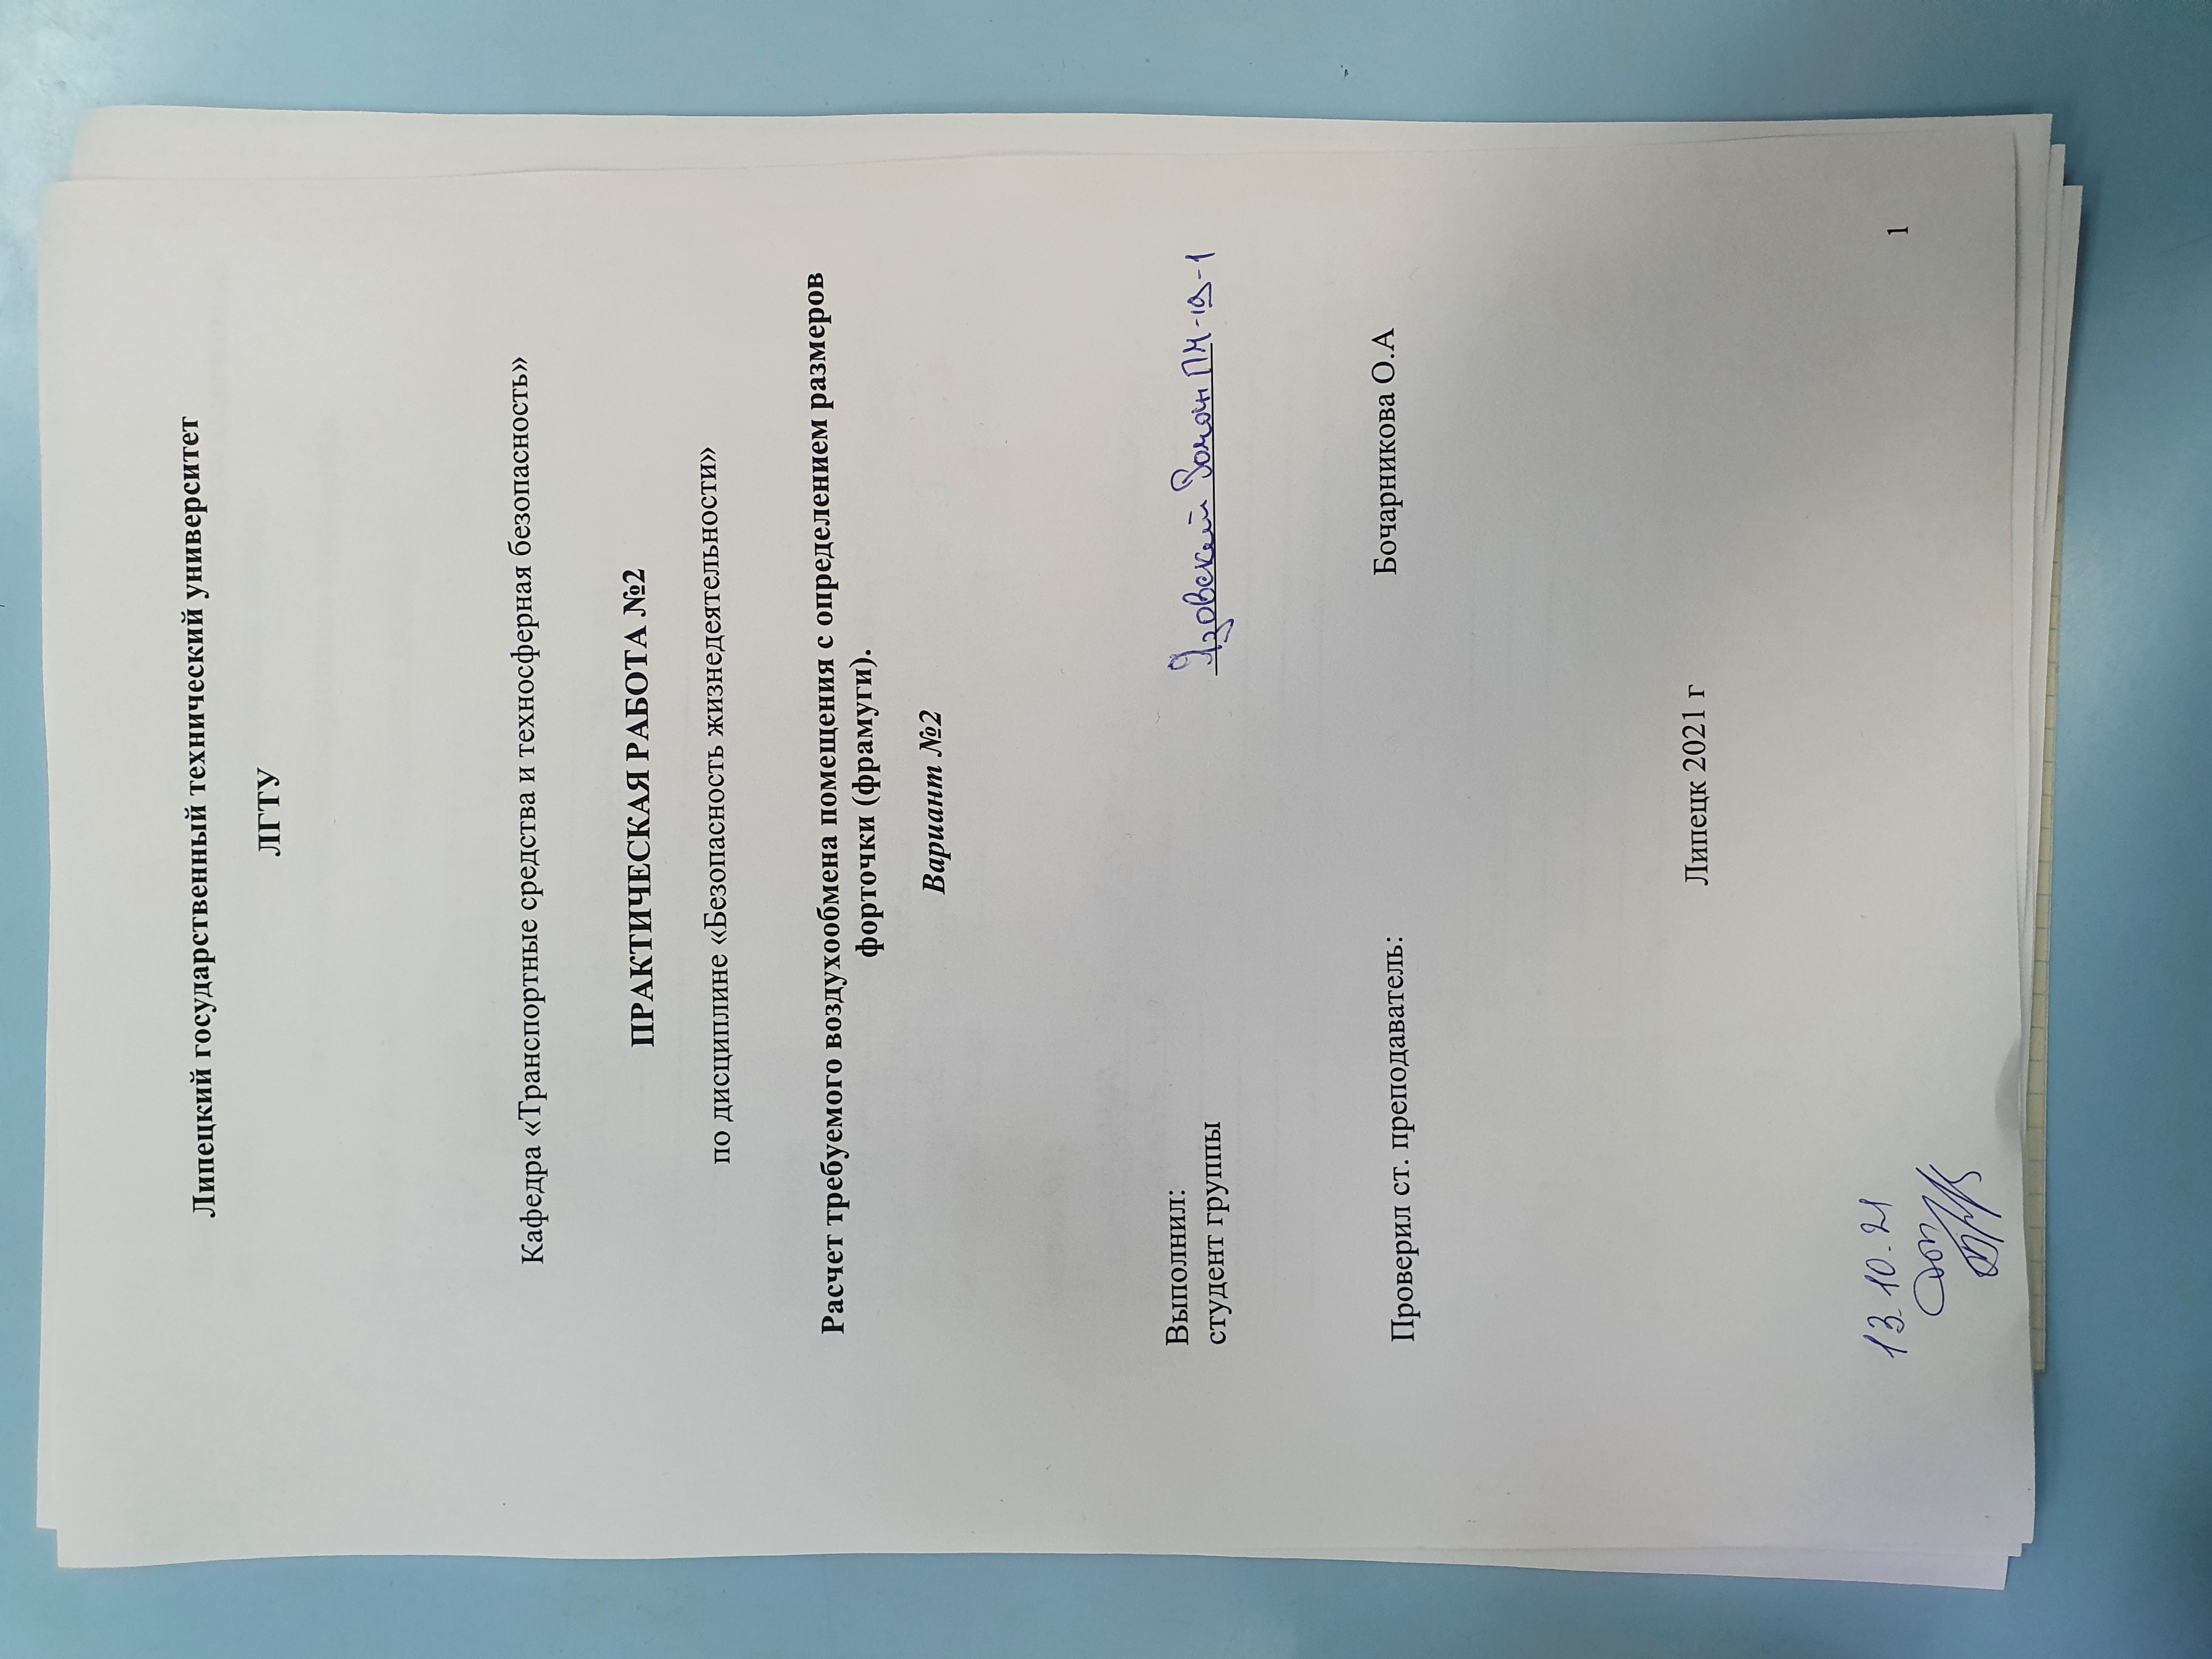 Липецкий государственный технический университет
ЛГТУ
Кафедра «Транспортные средства и техносферная безопасность»
ПРАКТИЧЕСКАЯ РАБОТА №2
по дисциплине «Безопасность жизнедеятельности»
Расчет требуемого воздухообмена помещения с определением размеров
форточки (фрамуги).
Вариант №2
Выполнил:
студент группы
Язовский Роман ПМ-19-1
Проверил ст. преподаватель:
Бочарникова О.А
Липецк 2021 г
13.10.21
Доп
1